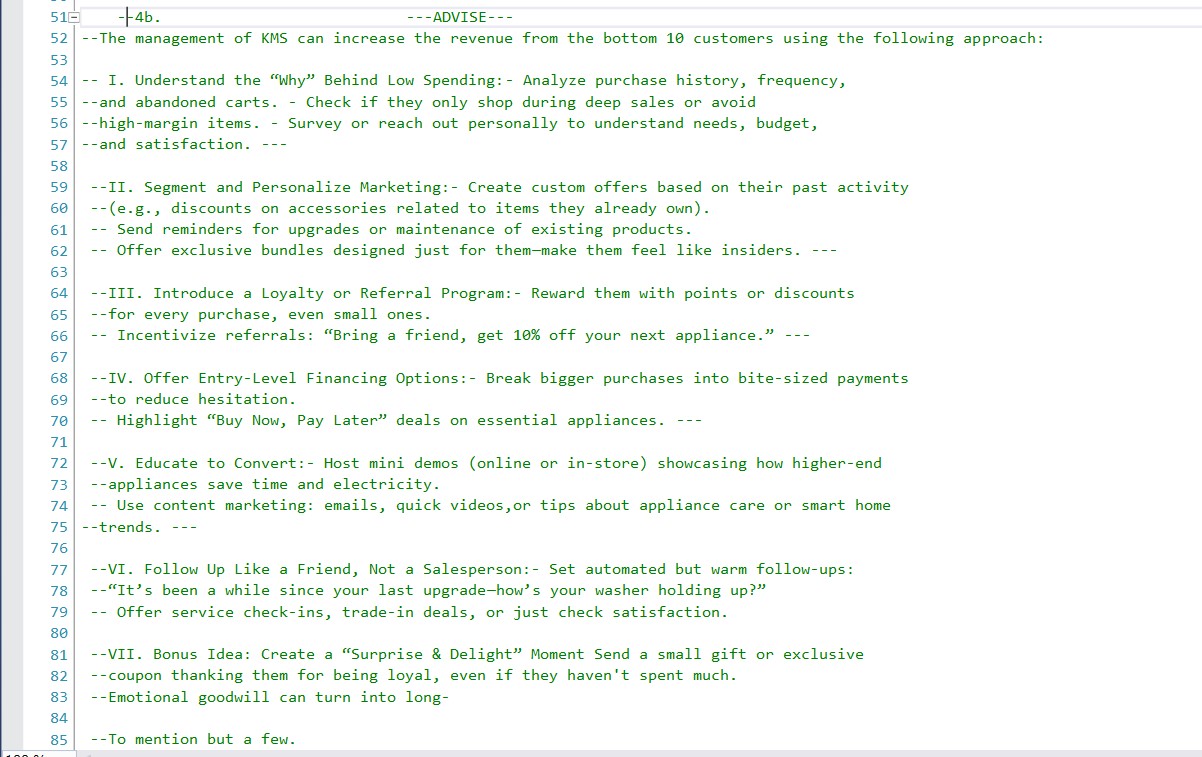 51 --4b. ---ADVISE---
52 --The management of KMS can increase the revenue from the bottom 10 customers using the following approach:
53
54 -- I. Understand the “Why” Behind Low Spending:- Analyze purchase history, frequency,
55 --and abandoned carts. - Check if they only shop during deep sales or avoid
56 --high-margin items. - Survey or reach out personally to understand needs, budget,
57 --and satisfaction. ---
58
59 --II. Segment and Personalize Marketing:- Create custom offers based on their past activity
60 --(e.g., discounts on accessories related to items they already own).
61 -- Send reminders for upgrades or maintenance of existing products.
62 -- Offer exclusive bundles designed just for them—make them feel like insiders. ---
63
64 --III. Introduce a Loyalty or Referral Program:- Reward them with points or discounts
65 --for every purchase, even small ones.
66 -- Incentivize referrals: “Bring a friend, get 10% off your next appliance.” ---
67
68 --IV. Offer Entry-Level Financing Options:- Break bigger purchases into bite-sized payments
69 --to reduce hesitation.
70 -- Highlight “Buy Now, Pay Later” deals on essential appliances. ---
71
72 --V. Educate to Convert:- Host mini demos (online or in-store) showcasing how higher-end
73 --appliances save time and electricity.
74 -- Use content marketing: emails, quick videos,or tips about appliance care or smart home
75 --trends. ---
76
77 --VI. Follow Up Like a Friend, Not a Salesperson:- Set automated but warm follow-ups:
78 --“It’s been a while since your last upgrade—how’s your washer holding up?”
79 -- Offer service check-ins, trade-in deals, or just check satisfaction.
80
81 --VII. Bonus Idea: Create a “Surprise & Delight” Moment Send a small gift or exclusive
82 --coupon thanking them for being loyal, even if they haven't spent much.
83 --Emotional goodwill can turn into long-
84
85 --To mention but a few.